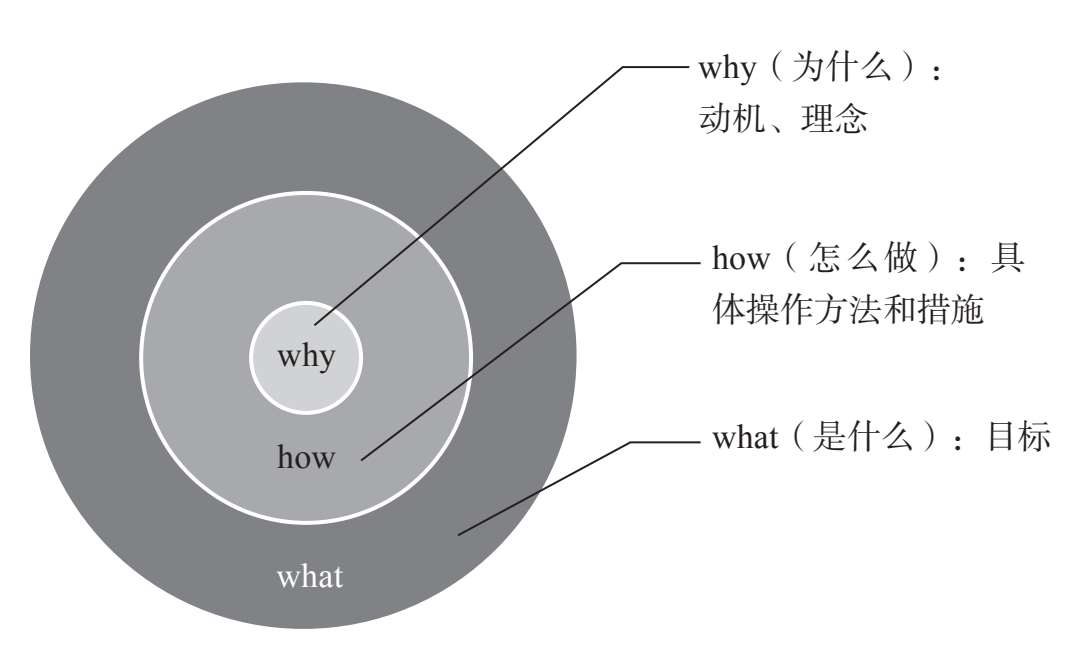 why（为什么）：
动机、理念
how（怎么做）：具
体操作方法和措施
what（是什么）：目标
why
how
what